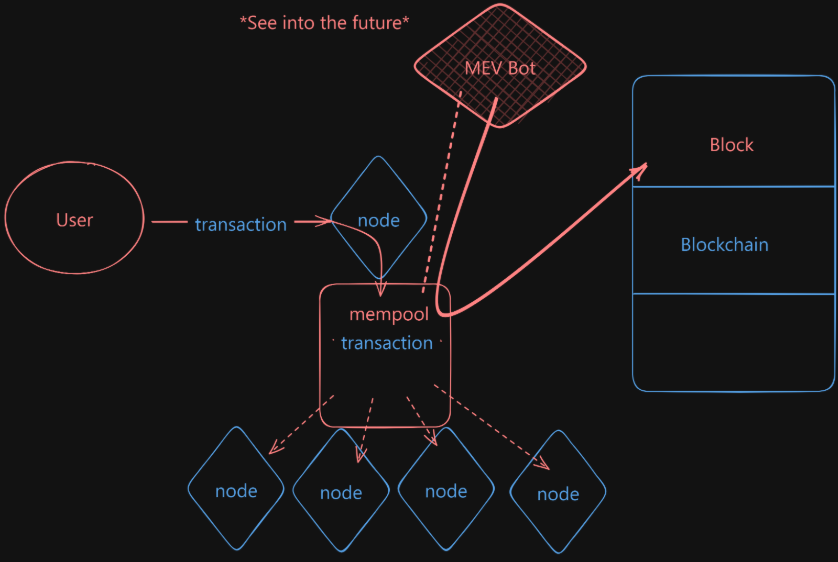 *See into the future*
MEV Bot
Block
User
transaction
node
Blockchain
mempool
transaction
node
node
node
node